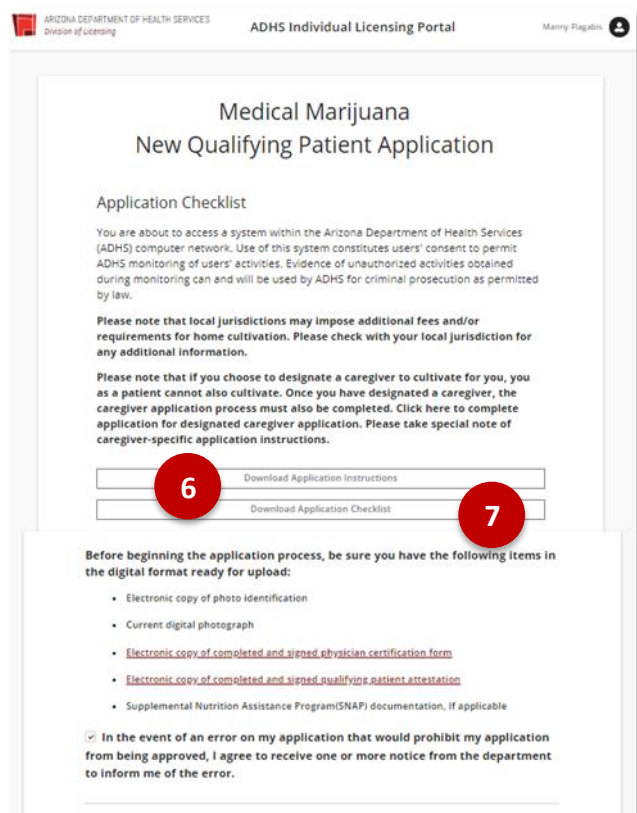 ARIZONA DEPARTMENT OF HEALTH SERVICES
Division of Licensing
ADHS Individual Licensing Portal
Manny Flagabis
Medical Marijuana
New Qualifying Patient Application
Application Checklist
You are about to access a system within the Arizona Department of Health Services
(ADHS) computer network. Use of this system constitutes users' consent to permit
ADHS monitoring of users' activities. Evidence of unauthorized activities obtained
during monitoring can and will be used by ADHS for criminal prosecution as permitted
by law.
Please note that local jurisdictions may impose additional fees and/or
requirements for home cultivation. Please check with your local jurisdiction for
any additional information.
Please note that if you choose to designate a caregiver to cultivate for you, you
as a patient cannot also cultivate. Once you have designated a caregiver, the
caregiver application process must also be completed. Click here to complete
application for designated caregiver application. Please take special note of
caregiver-specific application instructions.
6
Download Application Instructions
Download Application Checklist
7
Before beginning the application process, be sure you have the following items in
the digital format ready for upload:
• Electronic copy of photo identification
• Current digital photograph
• Electronic copy of completed and signed physician certification form
• Electronic copy of completed and signed qualifying patient attestation
• Supplemental Nutrition Assistance Program(SNAP) documentation, If applicable
In the event of an error on my application that would prohibit my application
from being approved, I agree to receive one or more notice from the department
to inform me of the error.